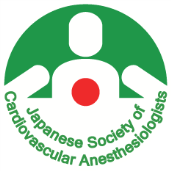 Japanese Society of
Cardiovascular Anesthesiologists